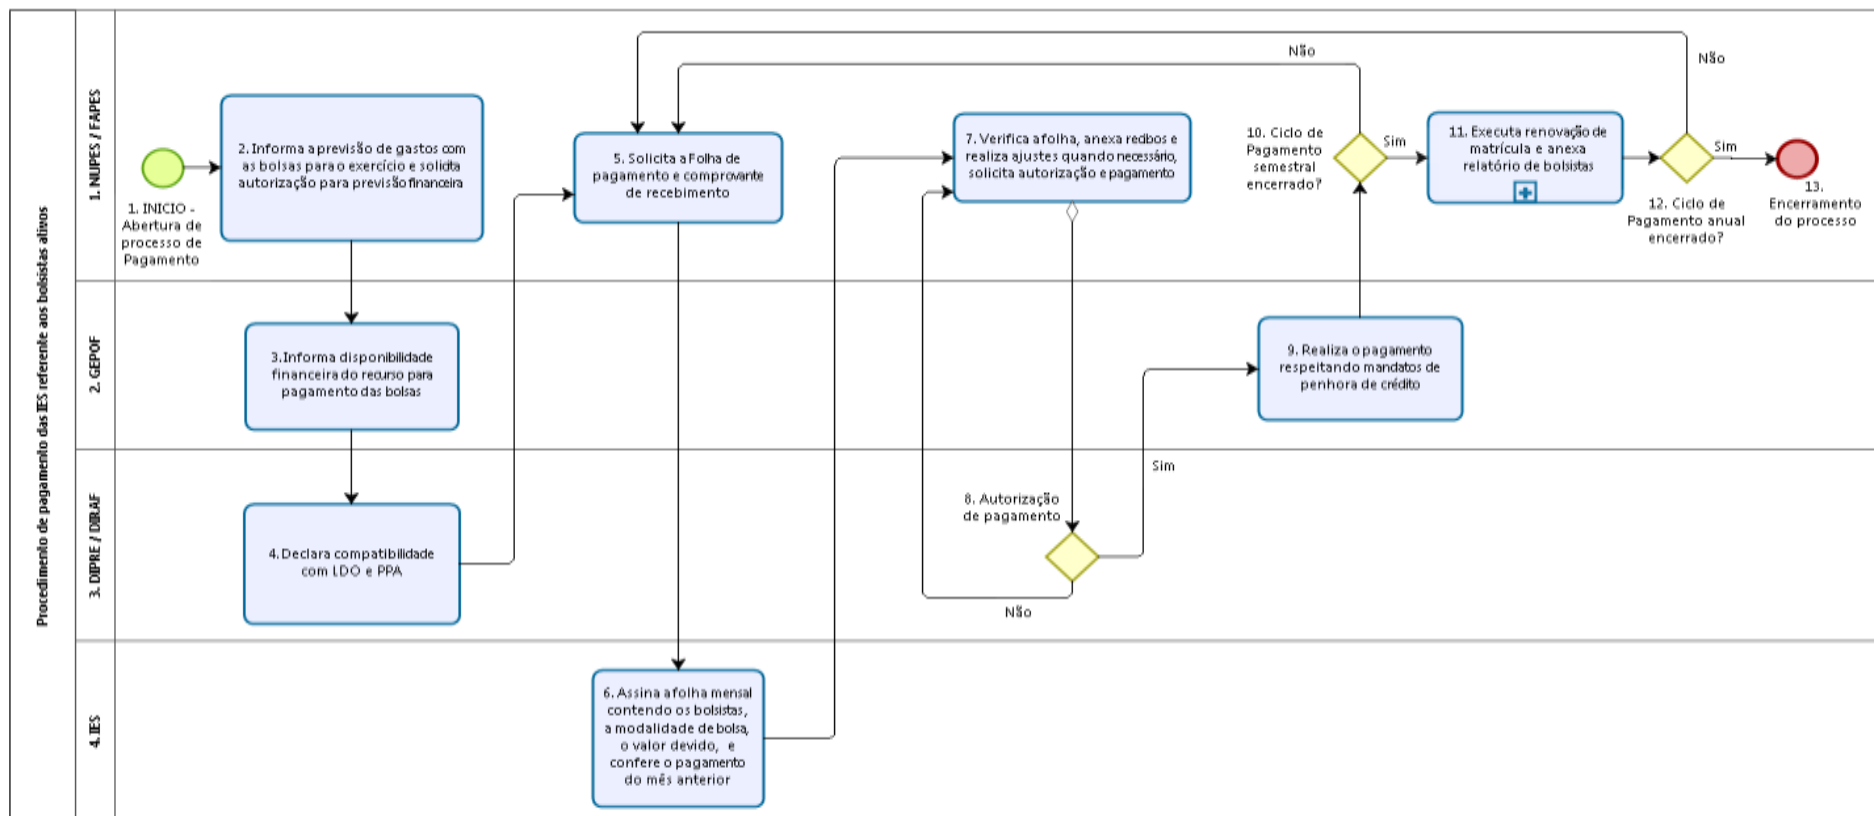 Procedimento de pagamento das IES referente aos bolsistas ativos
1. NUPES / FAPES
1. INICIO -
Abertura de
processo de
Pagamento
2. Informa a previsão de gastos com
as bolsas para o exercício e solicita
autorização para previsão financeira
5. Solicita a Folha de
pagamento e comprovante
de recebimento
7. Verifica a folha, anexa recibos e
realiza ajustes quando necessário,
solicita autorização e pagamento
Não
10. Ciclo de
Pagamento
semestral
encerrado?
Sim
11. Executa renovação de
matrícula e anexa
relatório de bolsistas
Não
12. Ciclo de
Pagamento anual
encerrado?
Sim
13.
Encerramento
do processo
2. GEPOF
3.Informa disponibilidade
financeira do recurso para
pagamento das bolsas
9. Realiza o pagamento
respeitando mandatos de
penhora de crédito
3. DIPRE / DIRAF
4. Declara compatibilidade
com LDO e PPA
8. Autorização
de pagamento
Sim
Não
4. IES
6. Assina a folha mensal
contendo os bolsistas,
a modalidade de bolsa,
o valor devido, e
confere o pagamento
do mês anterior